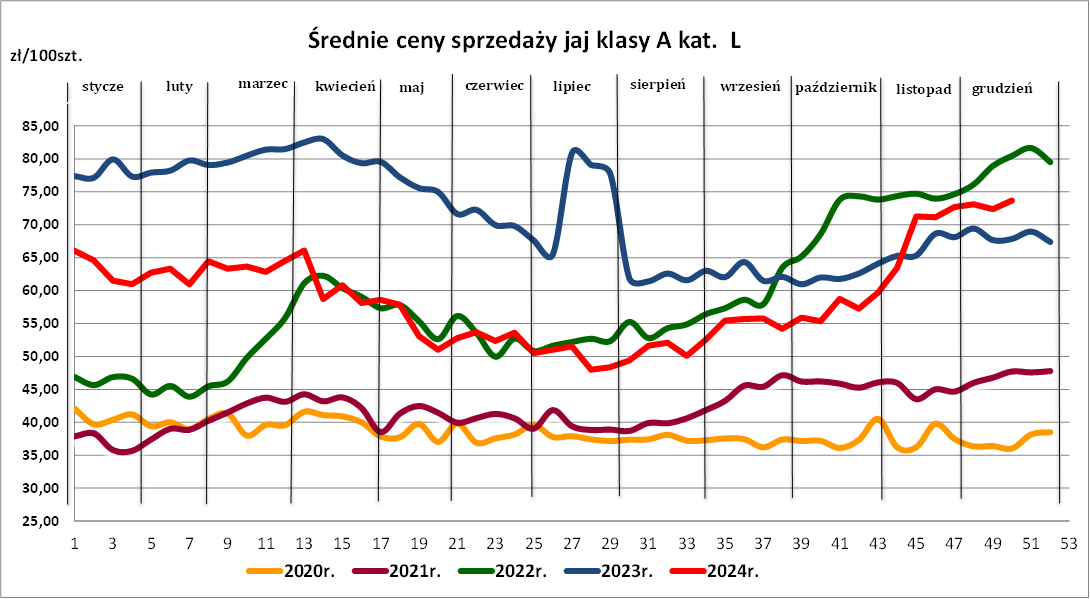 Średnie ceny sprzedaży jaj klasy A kat. L
zł/100szt.
stycze luty marzec kwiecień maj czerwiec lipiec sierpień wrzesień październik listopad grudzień
85,00
80,00
75,00
70,00
65,00
60,00
55,00
50,00
45,00
40,00
35,00
30,00
25,00
1 3 5 7 9 11 13 15 17 19 21 23 25 27 29 31 33 35 37 39 41 43 45 47 49 51 53
2020r. 2021r. 2022r. 2023r. 2024r.